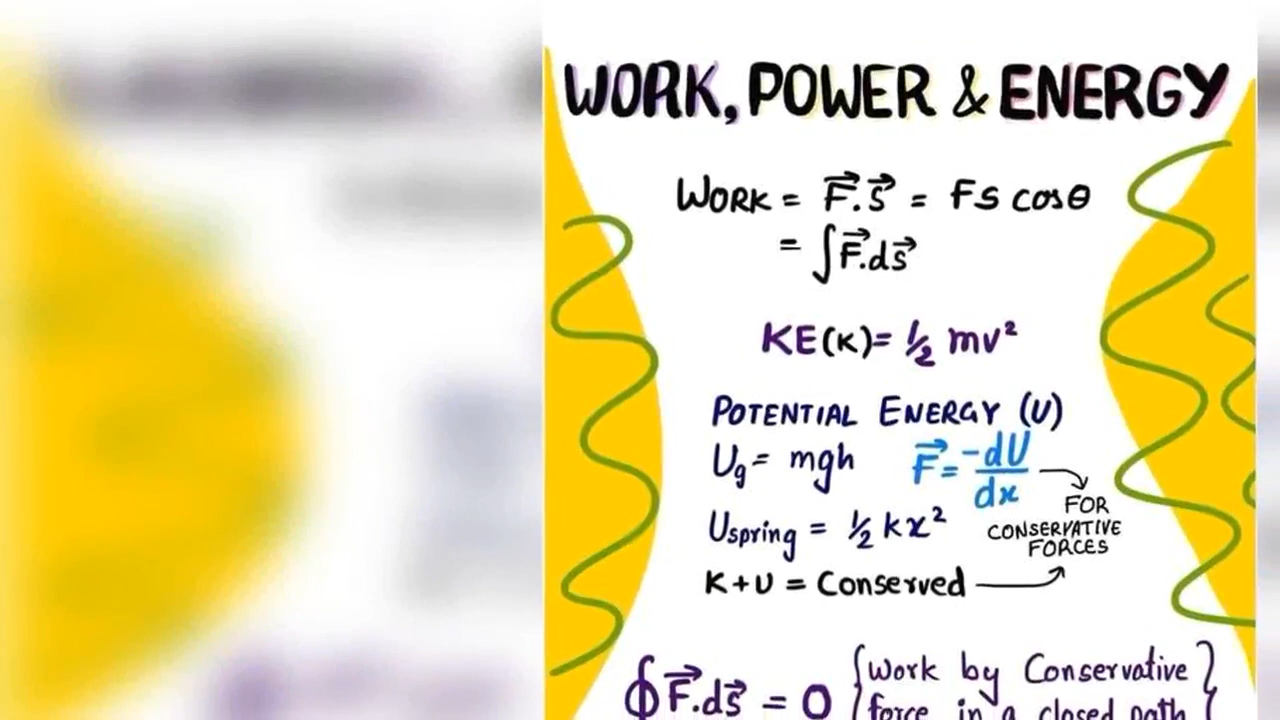 WORK, POWER & ENERGY
WORK = F⃗.s⃗ = FS cosθ
= ∫F⃗.ds⃗
KE(K)= ½ mv²
POTENTIAL ENERGY (U)
Ug = mgh F⃗ = -dU/dx
FOR
CONSERVATIVE
FORCES
Uspring = ½ kx²
K + U = Conserved
∮F⃗.ds⃗ = 0 {Work by Conservative
force in a closed path}